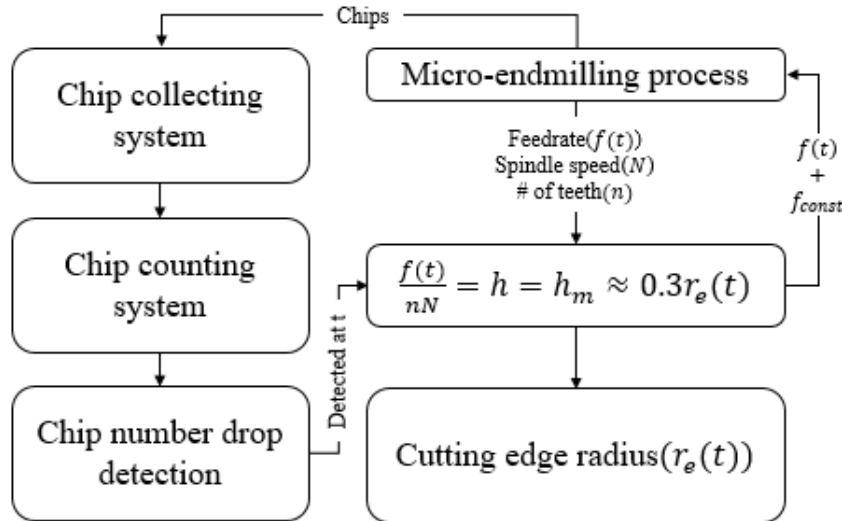 Chips
Chip collecting
system
Micro-endmilling process
Feedrate(f(t))
Spindle speed(N)
# of teeth(n)
f(t)
+
f_const
Chip counting
system
f(t)/nN = h = h_m ≈ 0.3r_e(t)
Detected at t
Chip number drop
detection
Cutting edge radius(r_e(t))